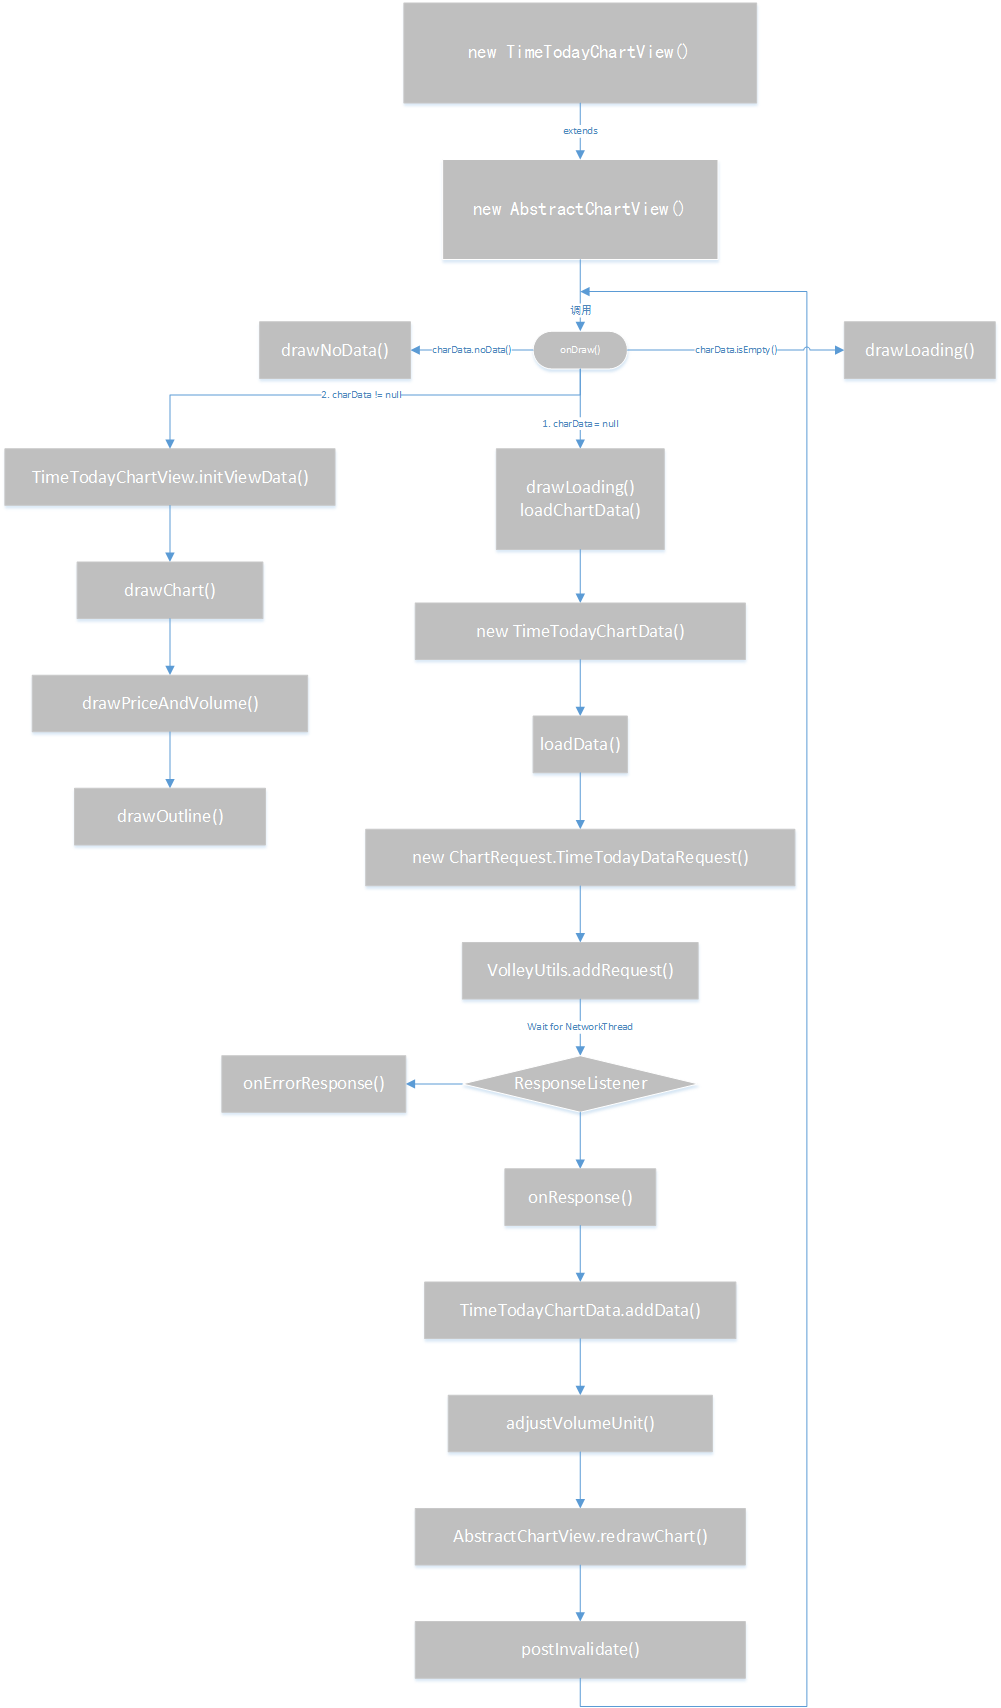 new TimeTodayChartView()
extends
new AbstractChartView()
调用
drawNoData()
charData.noData()
onDraw()
charData.isEmpty()
drawLoading()
2. charData != null
1. charData = null
TimeTodayChartView.initViewData()
drawLoading()
loadChartData()
drawChart()
new TimeTodayChartData()
drawPriceAndVolume()
loadData()
drawOutline()
new ChartRequest.TimeTodayDataRequest()
VolleyUtils.addRequest()
Wait for NetworkThread
onErrorResponse()
ResponseListener
onResponse()
TimeTodayChartData.addData()
adjustVolumeUnit()
AbstractChartView.redrawChart()
postInvalidate()